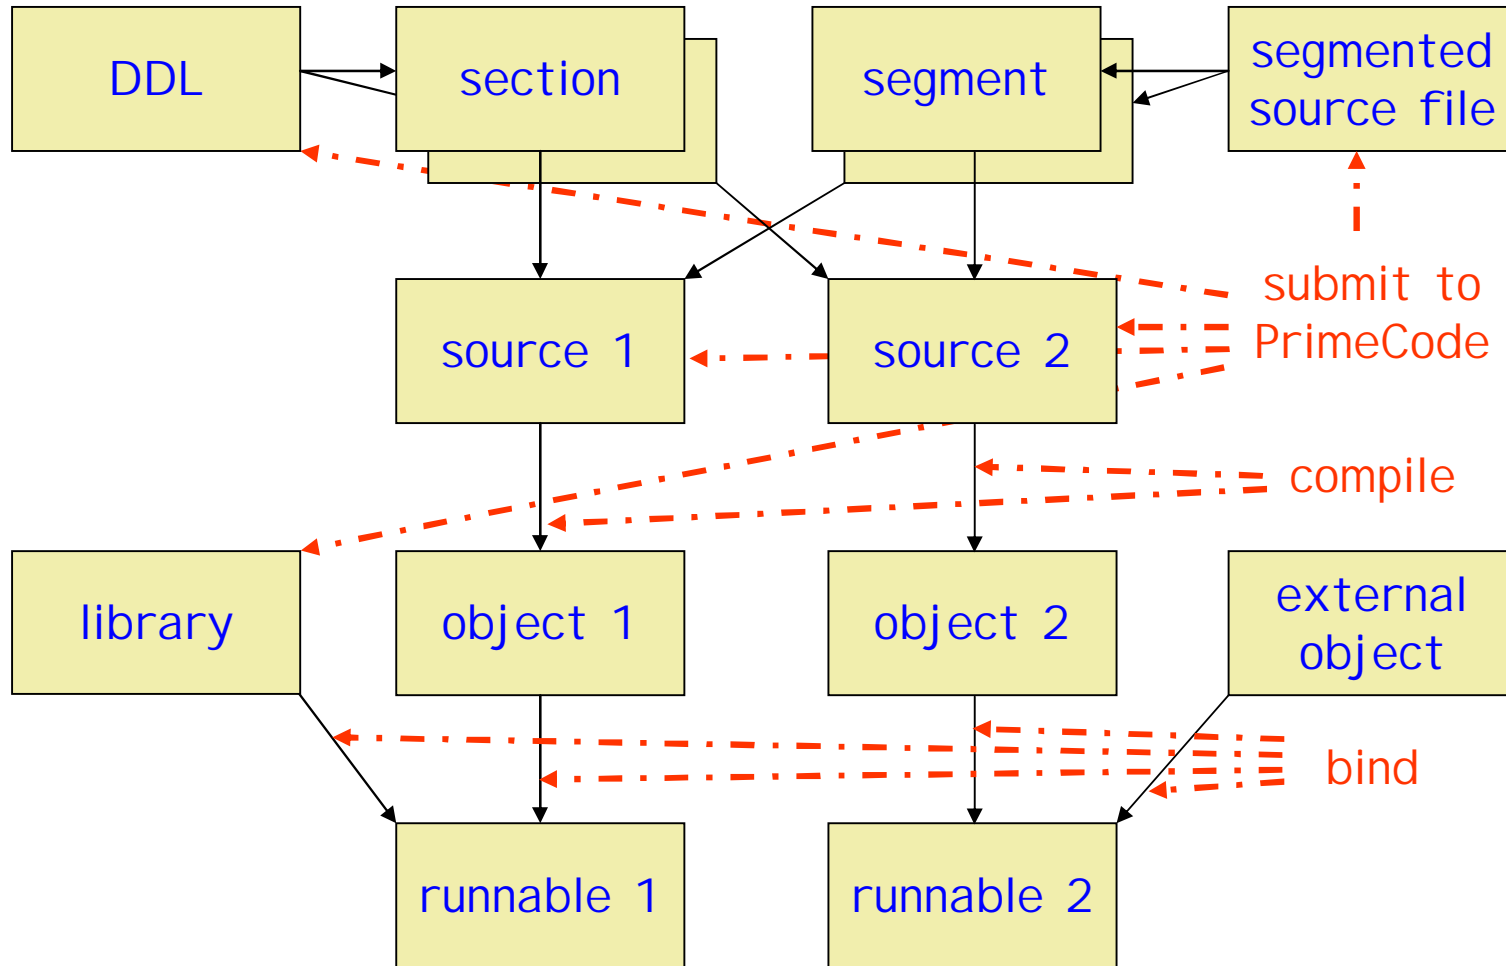 DDL
section
segment
segmented
source file
submit to
PrimeCode
source 1
source 2
compile
library
object 1
object 2
external
object
bind
runnable 1
runnable 2